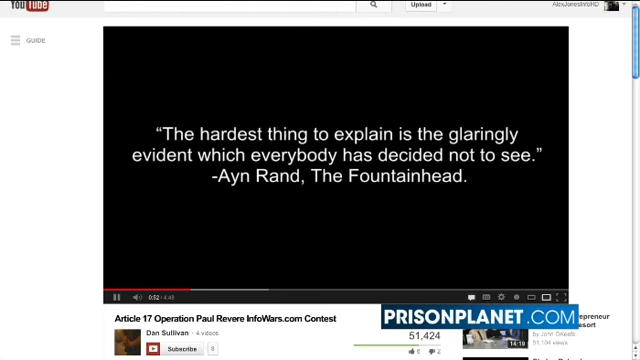 YouTube
Upload
AlexJonesInfoHD
GUIDE
“The hardest thing to explain is the glaringly
evident which everybody has decided not to see.”
-Ayn Rand, The Fountainhead.
0:52 / 4:49
Article 17 Operation Paul Revere InfoWars.com Contest
Dan Sullivan · 4 videos
Subscribe 8
51,424
6 2
PRISONPLANET.COM
14:19
51,104 views